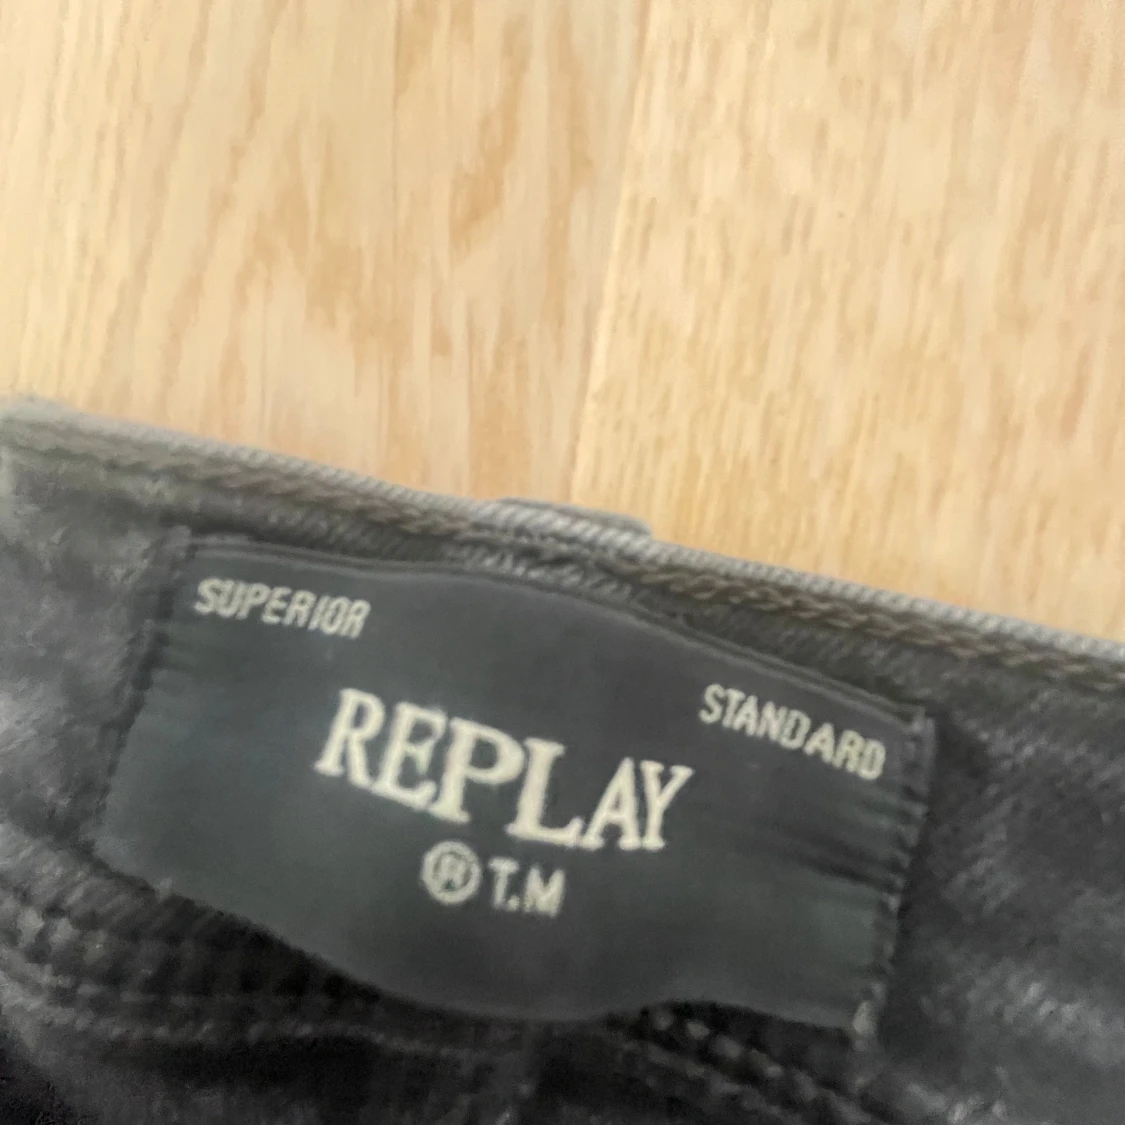 SUPERIOR
STANDARD
REPLAY
® T.M